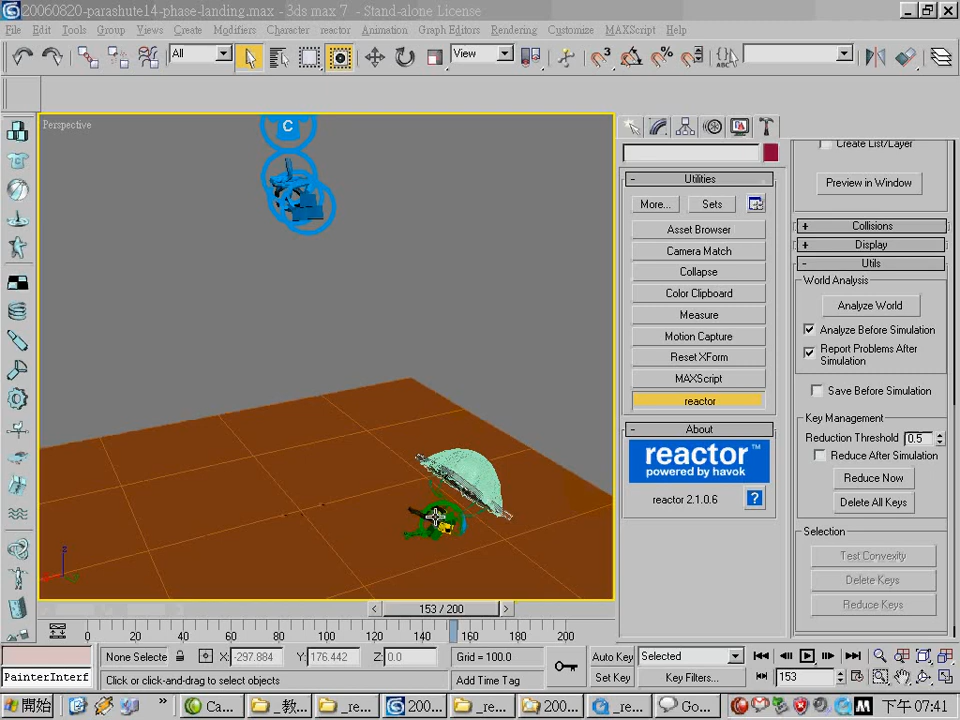 20060820-parashute14-phase-landing.max - 3ds max 7 - Stand-alone License
File Edit Tools Group Views Create Modifiers Character reactor Animation Graph Editors Rendering Customize MAXScript Help
All
View
Perspective
C
Create List/Layer
Preview in Window
- Utilities
More... Sets
Asset Browser
Camera Match
Collapse
Color Clipboard
Measure
Motion Capture
Reset XForm
MAXScript
reactor
- About
reactor™
powered by havok
reactor 2.1.0.6 ?
+ Collisions
+ Display
- Utils
World Analysis
Analyze World
Analyze Before Simulation
Report Problems After
Simulation
Save Before Simulation
Key Management
Reduction Threshold 0.5
Reduce After Simulation
Reduce Now
Delete All Keys
Selection
Test Convexity
Delete Keys
Reduce Keys
z
< 153 / 200 >
0 20 40 60 80 100 120 140 160 180 200
None Selecte X: -297.884 Y: 176.442 Z: 0.0 Grid = 100.0 Auto Key Selected
PainterInterf Click or click-and-drag to select objects Add Time Tag Set Key Key Filters... 153
開始 » Ca... _教... _re... 200... _re... 200... _re... Go... 下午 07:41